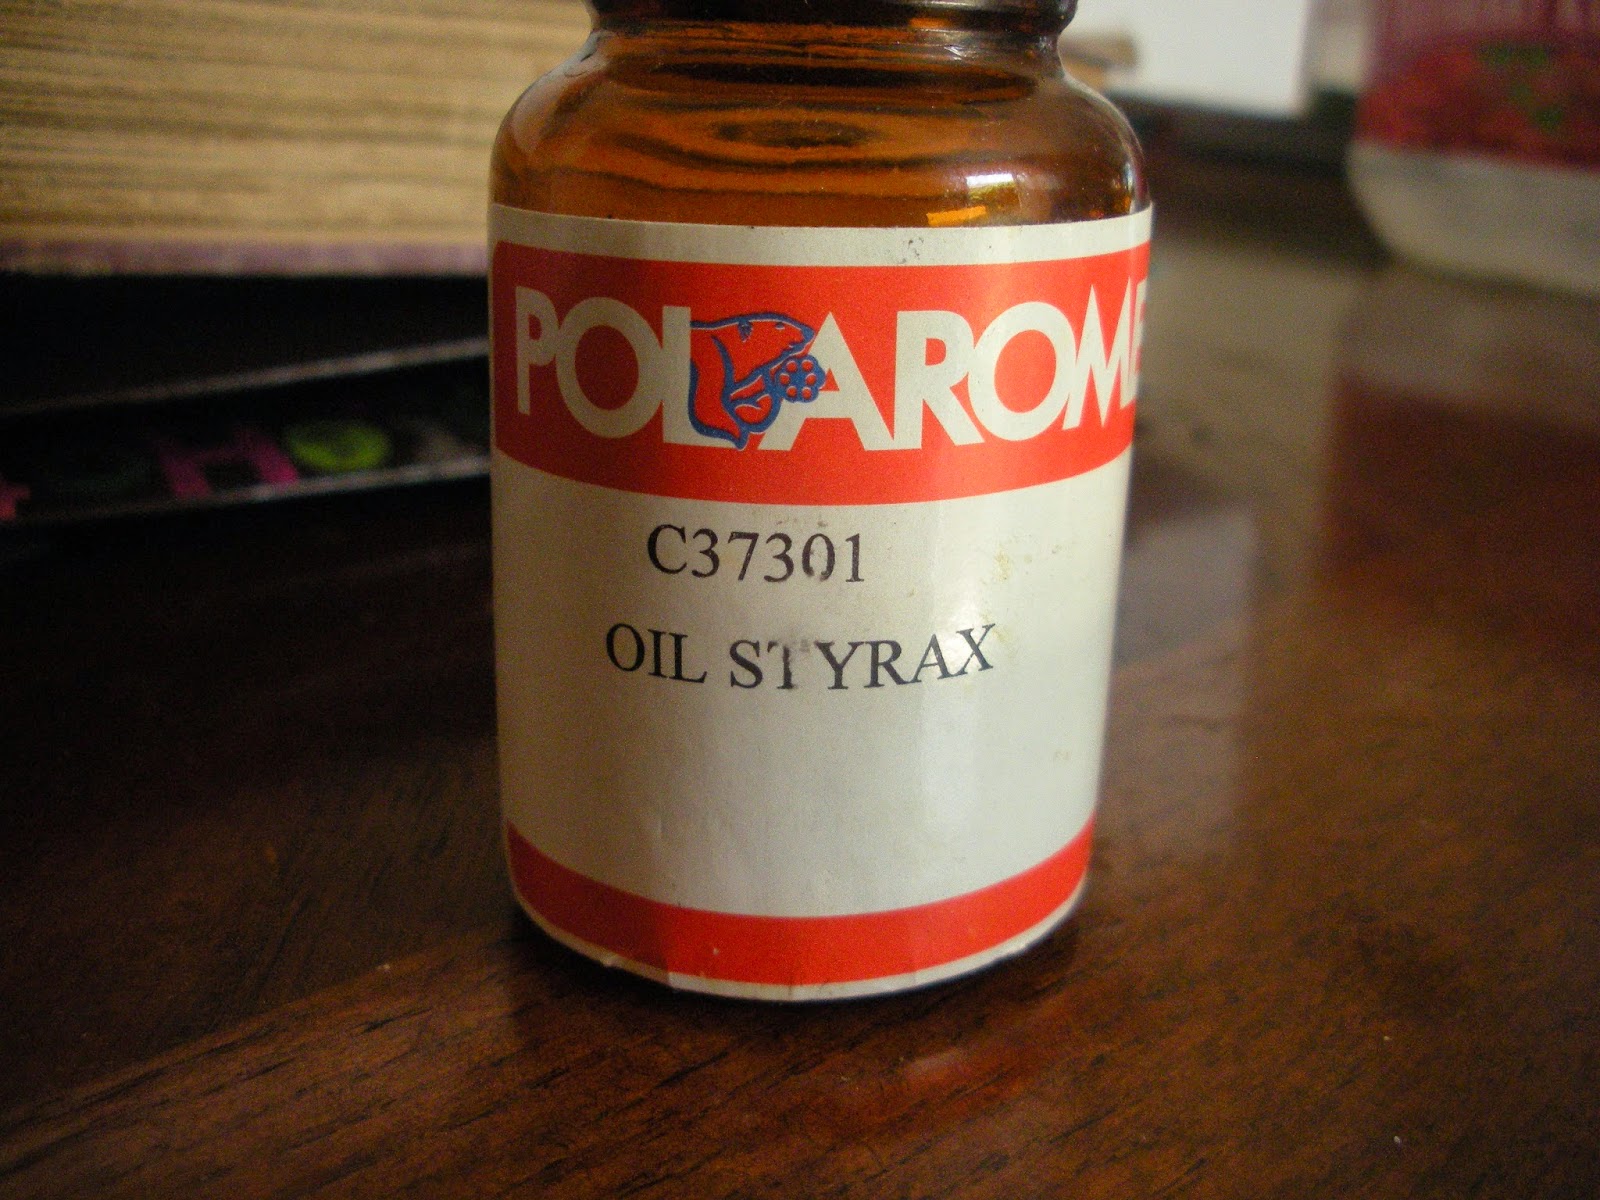 POLAROME
C37301
OIL STYRAX